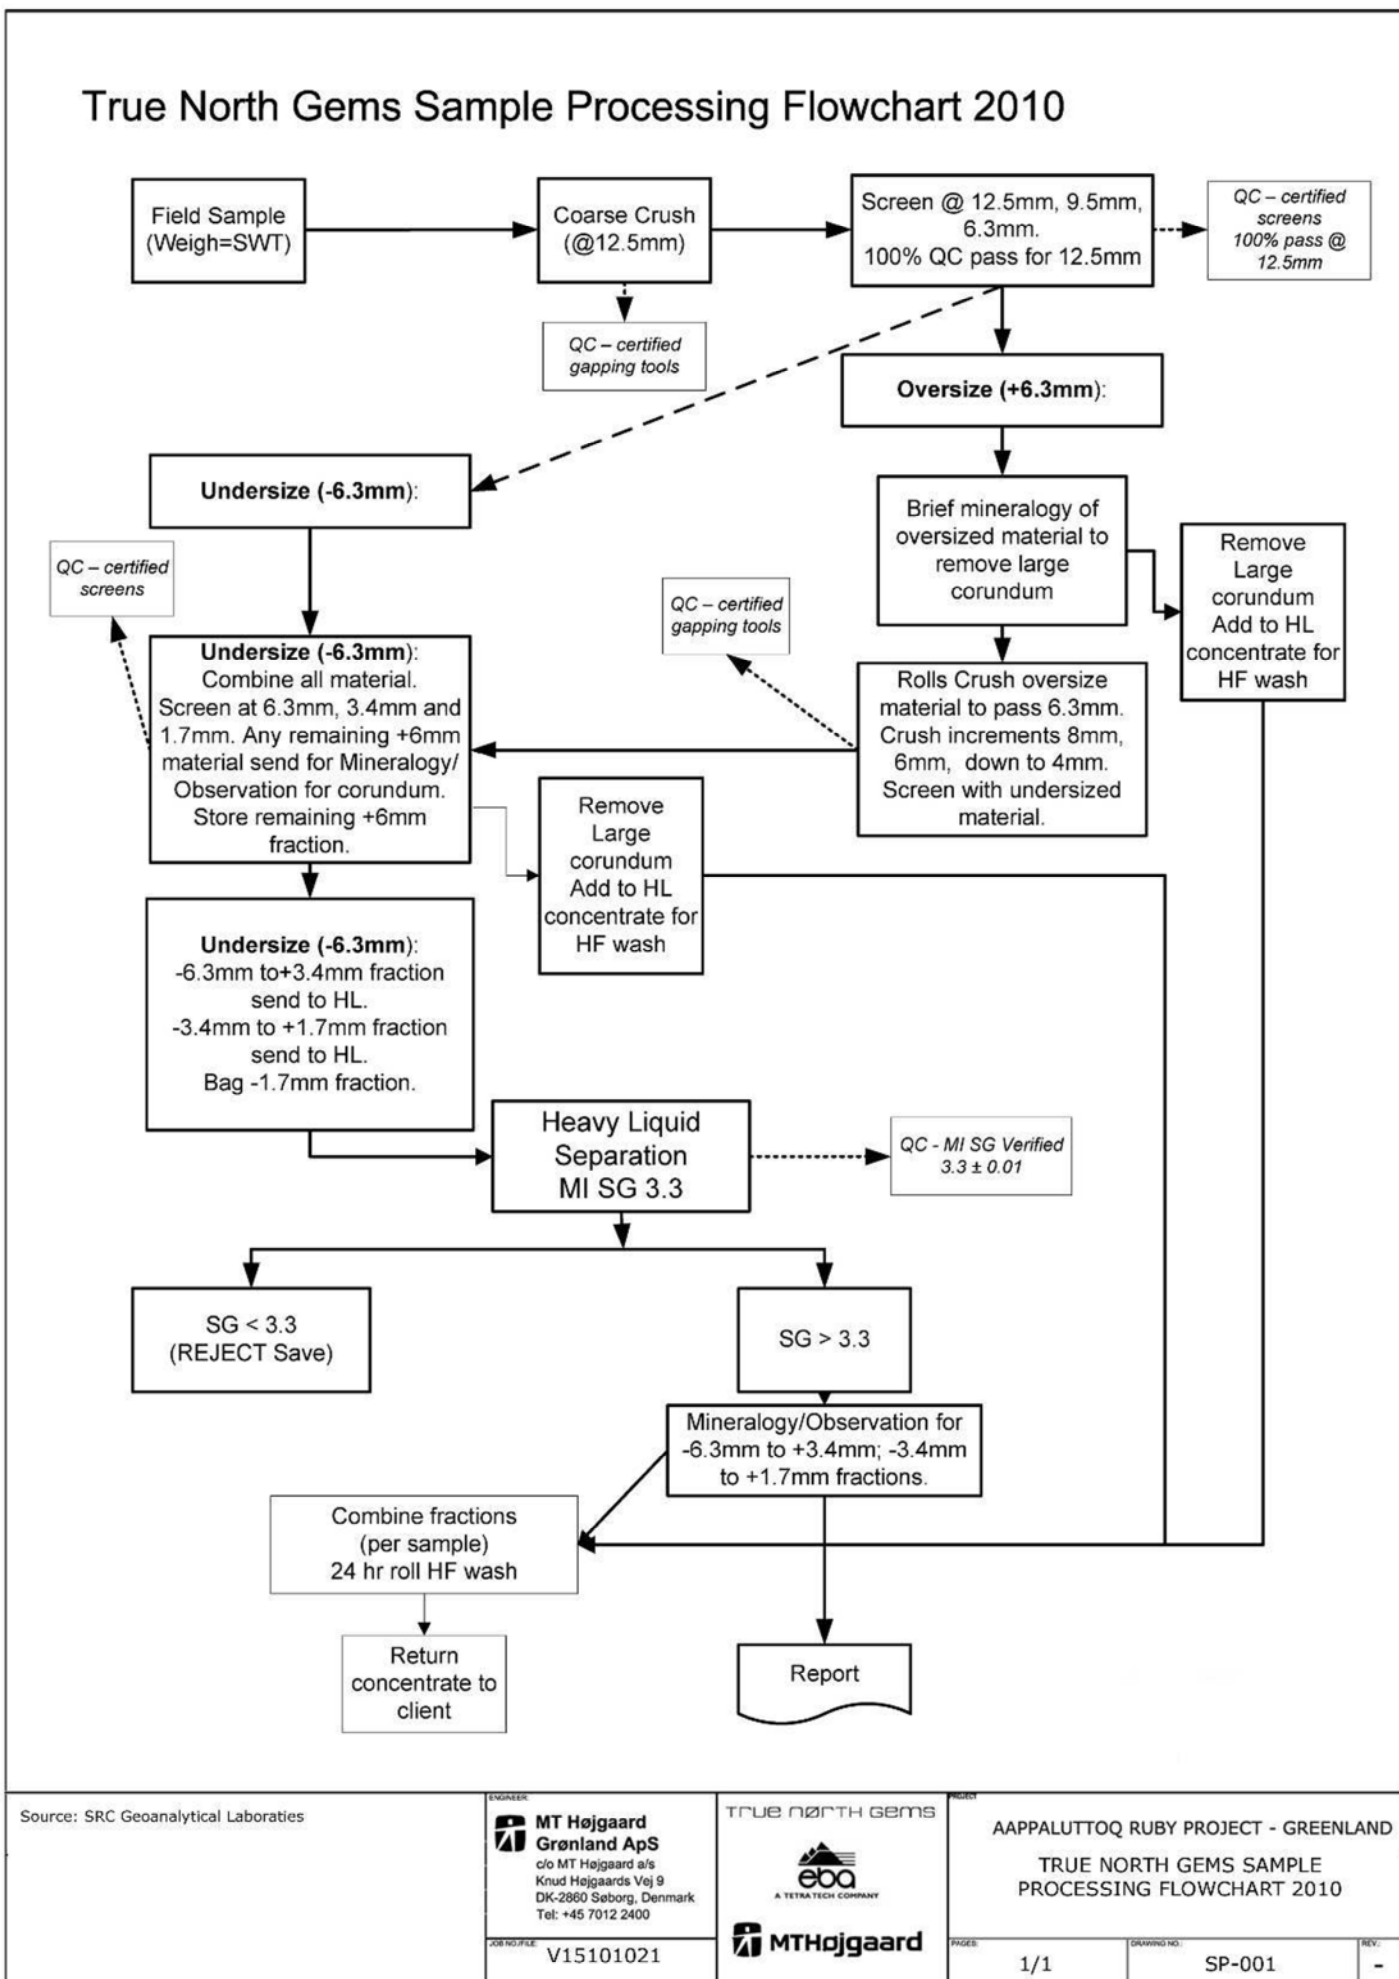 True North Gems Sample Processing Flowchart 2010
Field Sample
(Weigh=SWT)
Coarse Crush
(@12.5mm)
Screen @ 12.5mm, 9.5mm,
6.3mm.
100% QC pass for 12.5mm
QC – certified
screens
100% pass @
12.5mm
QC – certified
gapping tools
Oversize (+6.3mm):
Undersize (-6.3mm):
Brief mineralogy of
oversized material to
remove large
corundum
Remove
Large
corundum
Add to HL
concentrate for
HF wash
QC – certified
screens
QC – certified
gapping tools
Undersize (-6.3mm):
Combine all material.
Screen at 6.3mm, 3.4mm and
1.7mm. Any remaining +6mm
material send for Mineralogy/
Observation for corundum.
Store remaining +6mm
fraction.
Rolls Crush oversize
material to pass 6.3mm.
Crush increments 8mm,
6mm, down to 4mm.
Screen with undersized
material.
Remove
Large
corundum
Add to HL
concentrate for
HF wash
Undersize (-6.3mm):
-6.3mm to+3.4mm fraction
send to HL.
-3.4mm to +1.7mm fraction
send to HL.
Bag -1.7mm fraction.
Heavy Liquid
Separation
MI SG 3.3
QC - MI SG Verified
3.3 ± 0.01
SG < 3.3
(REJECT Save)
SG > 3.3
Mineralogy/Observation for
-6.3mm to +3.4mm; -3.4mm
to +1.7mm fractions.
Combine fractions
(per sample)
24 hr roll HF wash
Return
concentrate to
client
Report
Source: SRC Geoanalytical Laboraties
ENGINEER:
MT Højgaard
Grønland ApS
c/o MT Højgaard a/s
Knud Højgaards Vej 9
DK-2860 Søborg, Denmark
Tel: +45 7012 2400
JOB NO./FILE:
V15101021
TRUE NØRTH GEMS
eba
A TETRA TECH COMPANY
MTHøjgaard
PROJECT
AAPPALUTTOQ RUBY PROJECT - GREENLAND
TRUE NORTH GEMS SAMPLE
PROCESSING FLOWCHART 2010
PAGES:
1/1
DRAWING NO.:
SP-001
REV.:
-